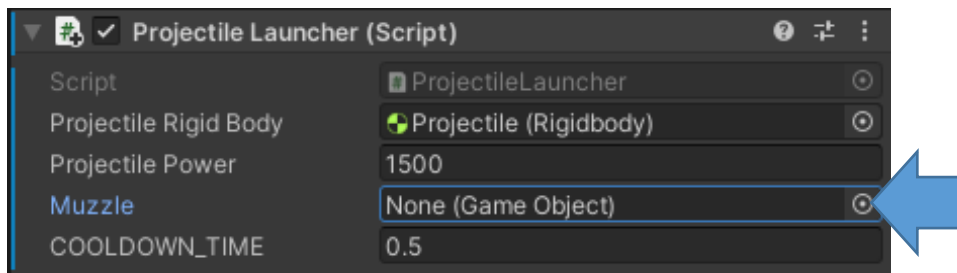 Projectile Launcher (Script)
Script ProjectileLauncher
Projectile Rigid Body Projectile (Rigidbody)
Projectile Power 1500
Muzzle None (Game Object)
COOLDOWN_TIME 0.5